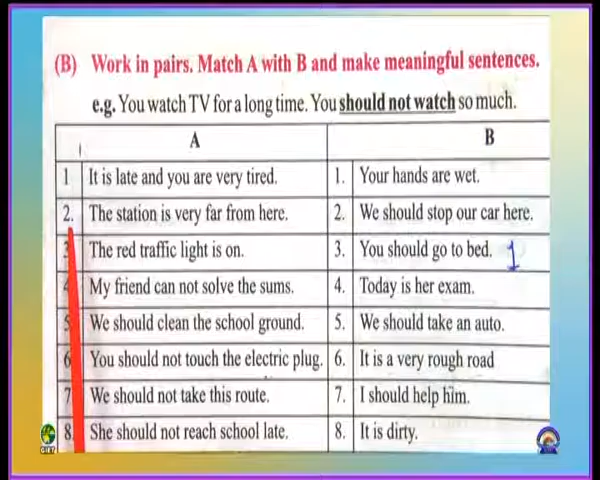 (B) Work in pairs. Match A with B and make meaningful sentences.
e.g. You watch TV for a long time. You should not watch so much.
A B
1 It is late and you are very tired. 1. Your hands are wet.
2. The station is very far from here. 2. We should stop our car here.
3 The red traffic light is on. 3. You should go to bed. 1
4 My friend can not solve the sums. 4. Today is her exam.
5 We should clean the school ground. 5. We should take an auto.
6 You should not touch the electric plug. 6. It is a very rough road
7 We should not take this route. 7. I should help him.
8. She should not reach school late. 8. It is dirty.